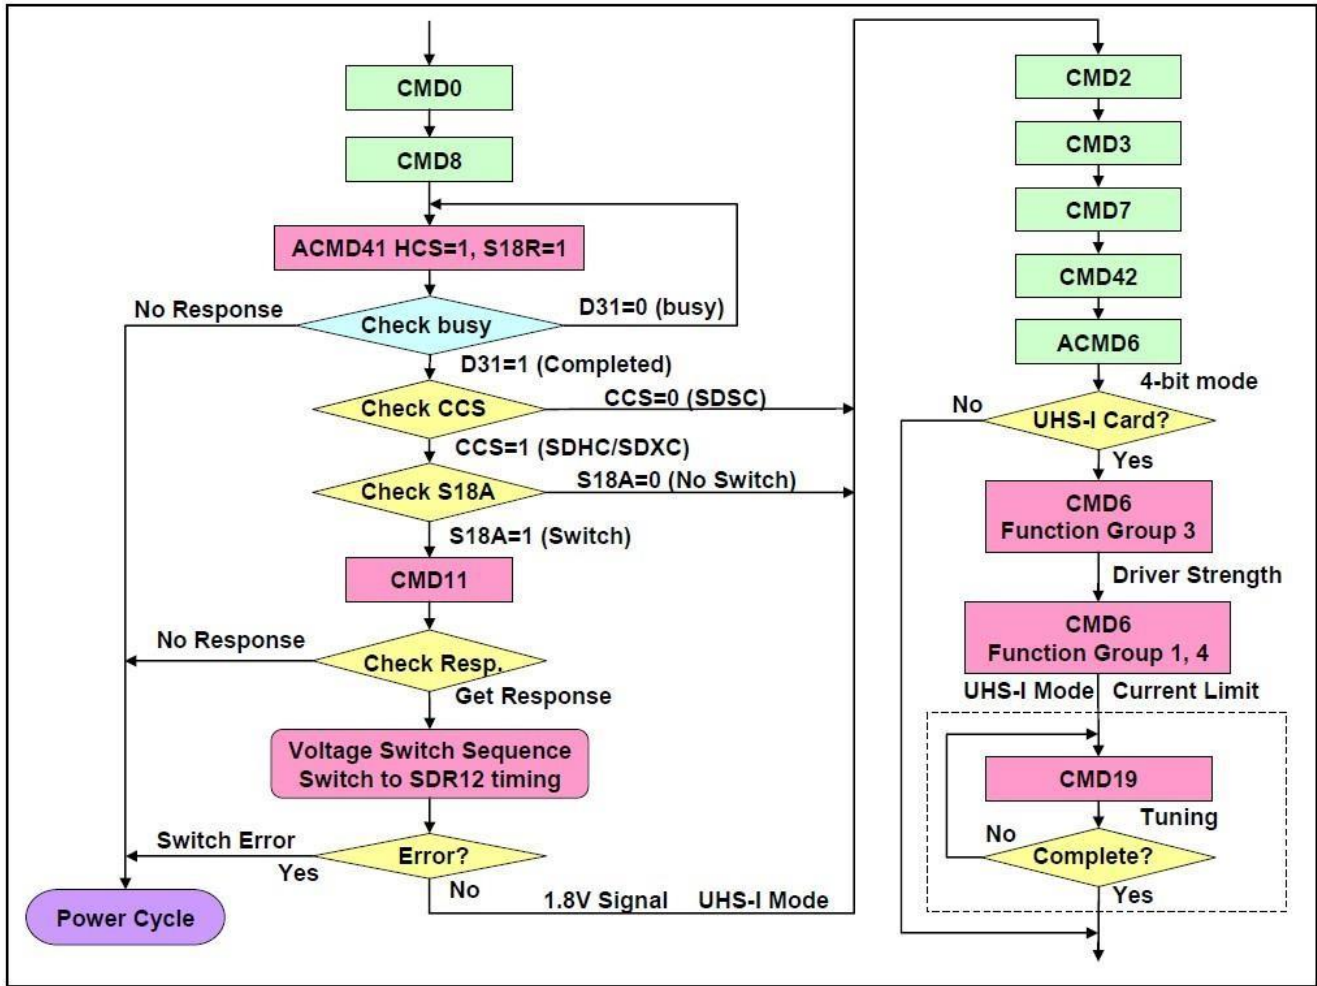 CMD0
CMD8
ACMD41 HCS=1, S18R=1
No Response
D31=0 (busy)
Check busy
D31=1 (Completed)
CCS=0 (SDSC)
Check CCS
CCS=1 (SDHC/SDXC)
S18A=0 (No Switch)
Check S18A
S18A=1 (Switch)
CMD11
No Response
Check Resp.
Get Response
Voltage Switch Sequence
Switch to SDR12 timing
Switch Error
Error?
Yes
No
1.8V Signal UHS-I Mode
Power Cycle
CMD2
CMD3
CMD7
CMD42
ACMD6
4-bit mode
No
UHS-I Card?
Yes
CMD6
Function Group 3
Driver Strength
CMD6
Function Group 1, 4
UHS-I Mode Current Limit
CMD19
Tuning
No
Complete?
Yes